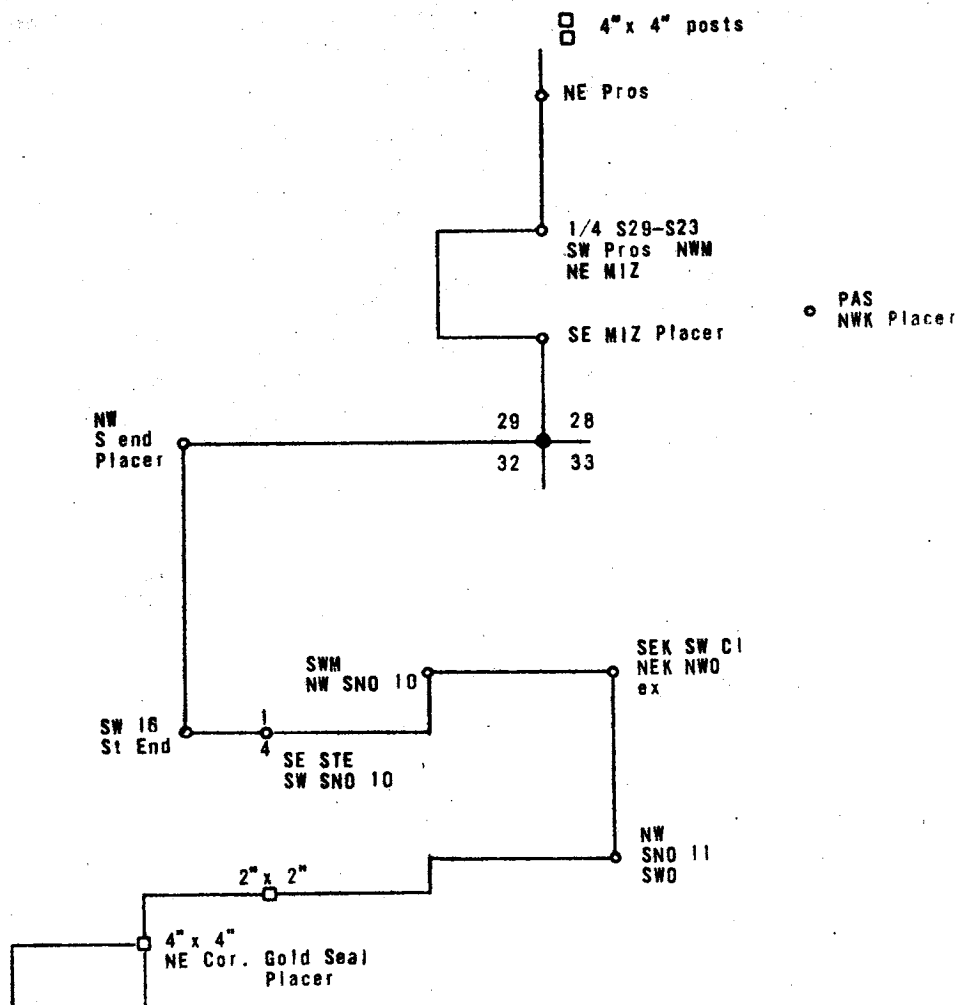 4" x 4" posts
NE Pros
1/4 S29-S23
SW Pros NWM
NE MIZ
PAS
NWK Placer
SE MIZ Placer
NW
S end
Placer
29 28
32 33
SEK SW Cl
NEK NWO
ex
SWM
NW SNO 10
SW 16
St End
1
4
SE STE
SW SNO 10
NW
SNO 11
SWO
2" x 2"
4" x 4"
NE Cor. Gold Seal
Placer